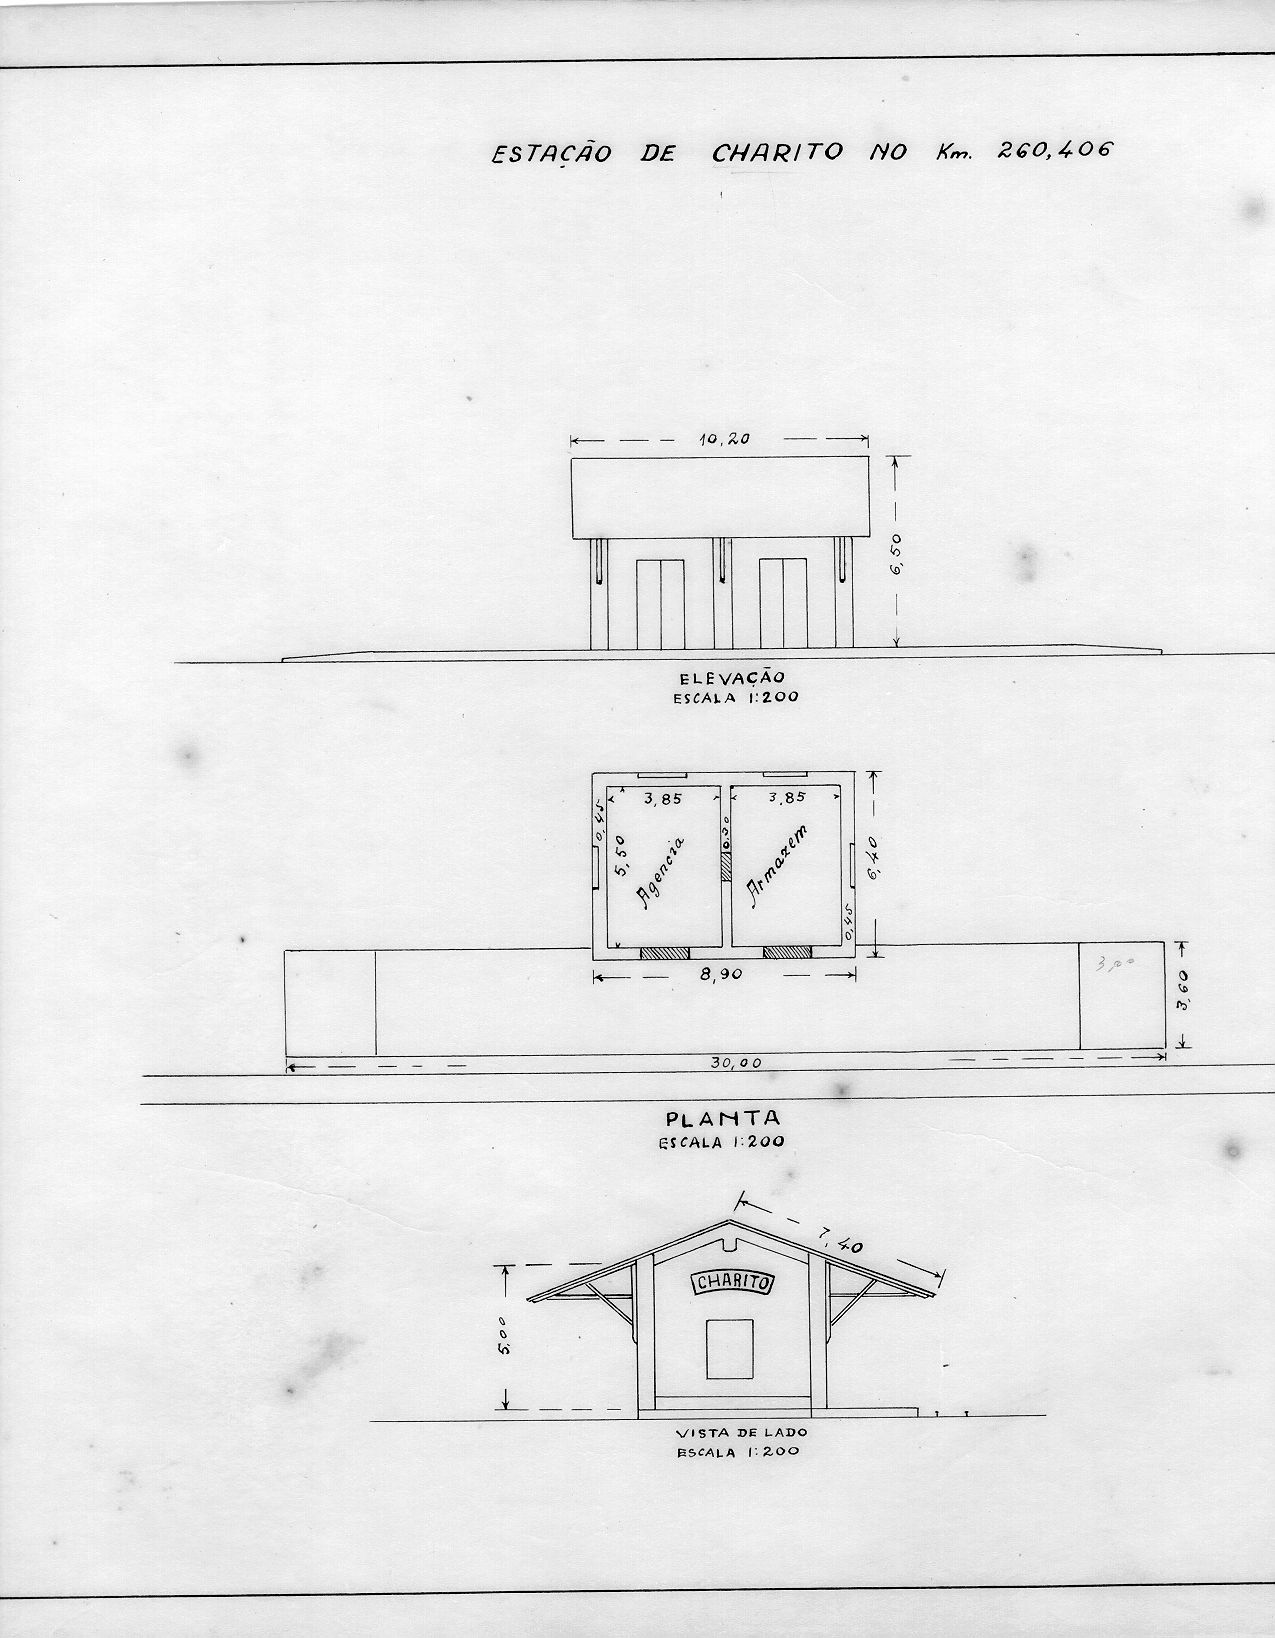 ESTAÇÃO DE CHARITO NO Km. 260,406
10,20
6,50
ELEVAÇÃO
ESCALA 1:200
3,85 3,85
0,45
0,30
5,50
Agencia
Armazem
6,40
0,45
8,90
3,00
3,60
30,00
PLANTA
ESCALA 1:200
7,40
CHARITO
5,00
VISTA DE LADO
ESCALA 1:200